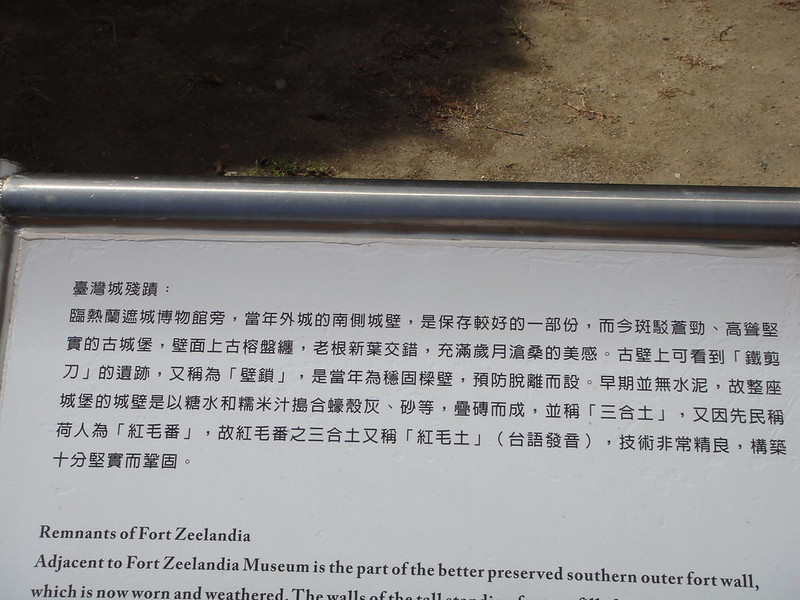 臺灣城殘蹟：
臨熱蘭遮城博物館旁，當年外城的南側城壁，是保存較好的一部份，而今斑駁蒼勁、高聳堅
實的古城堡，壁面上古榕盤纏，老根新葉交錯，充滿歲月滄桑的美感。古壁上可看到「鐵剪
刀」的遺跡，又稱為「壁鎖」，是當年為穩固樑壁，預防脫離而設。早期並無水泥，故整座
城堡的城壁是以糖水和糯米汁搗合蠔殼灰、砂等，疊磚而成，並稱「三合土」，又因先民稱
荷人為「紅毛番」，故紅毛番之三合土又稱「紅毛土」（台語發音），技術非常精良，構築
十分堅實而鞏固。
Remnants of Fort Zeelandia
Adjacent to Fort Zeelandia Museum is the part of the better preserved southern outer fort wall,
which is now worn and weathered. The walls of the tall standing fort